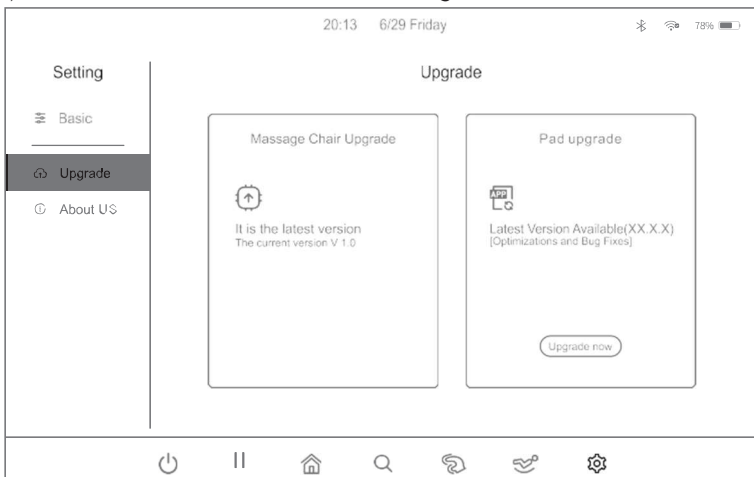 20:13 6/29 Friday 78%
Setting
Upgrade
Basic
Upgrade
About US
Massage Chair Upgrade
It is the latest version
The current version V 1.0
Pad upgrade
APP
Latest Version Available(XX.X.X)
[Optimizations and Bug Fixes]
Upgrade now